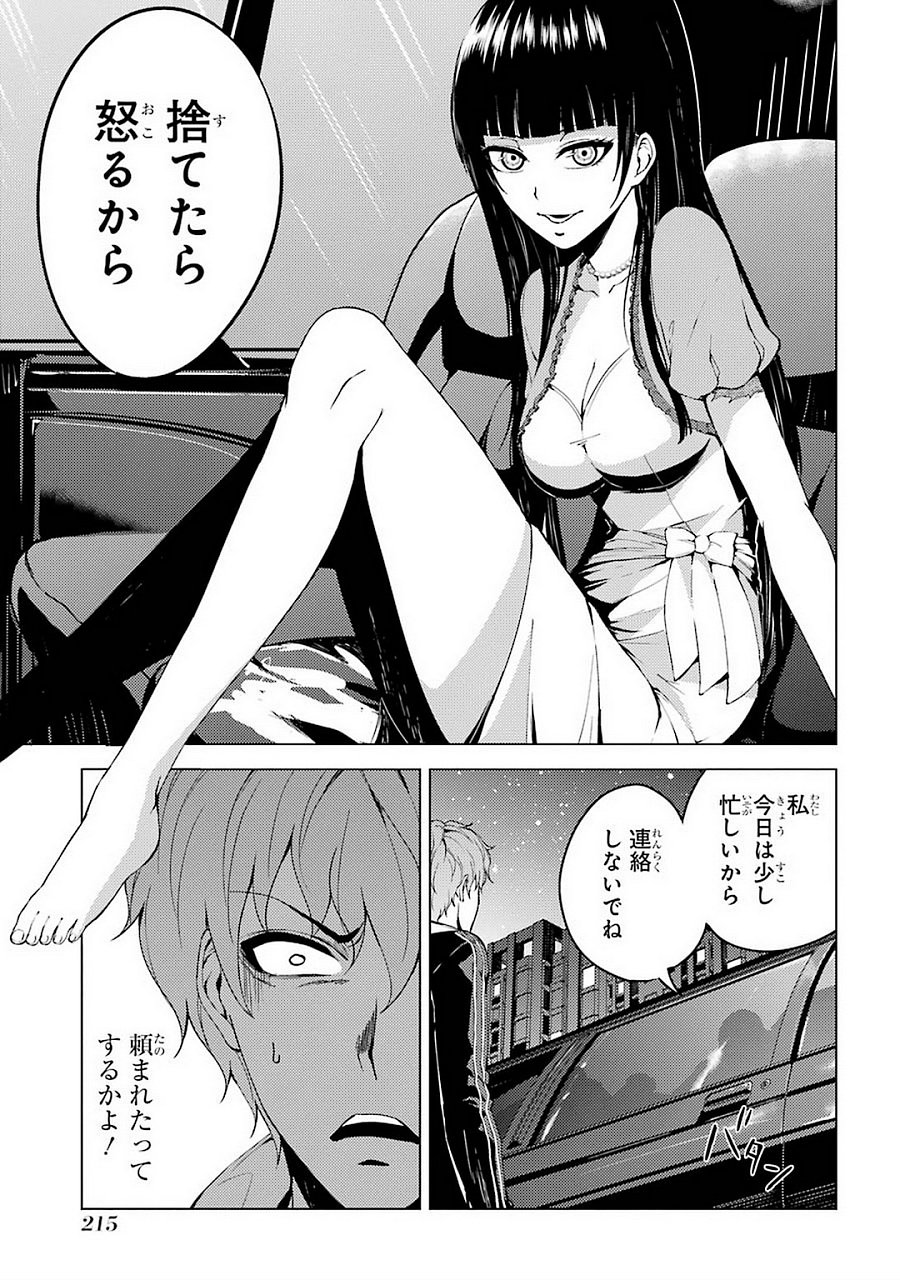 捨てたら
怒るから
私
今日は少し
忙しいから
連絡
しないでね
バタン
頼まれたって
するかよ!
215